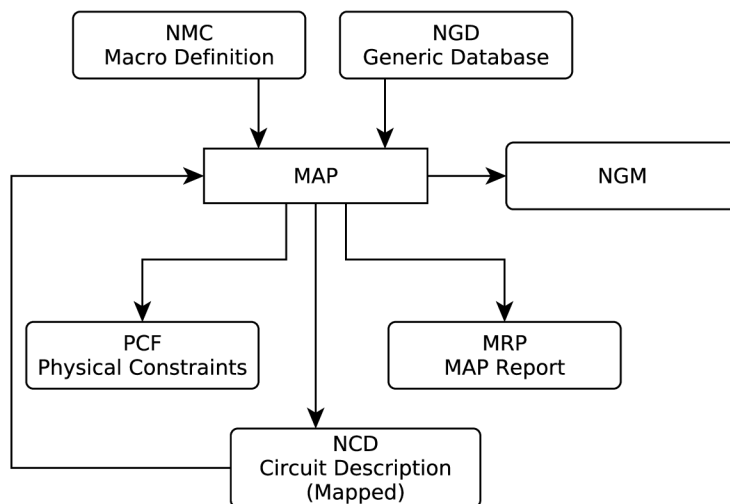 NMC
Macro Definition
NGD
Generic Database
MAP
NGM
PCF
Physical Constraints
MRP
MAP Report
NCD
Circuit Description
(Mapped)